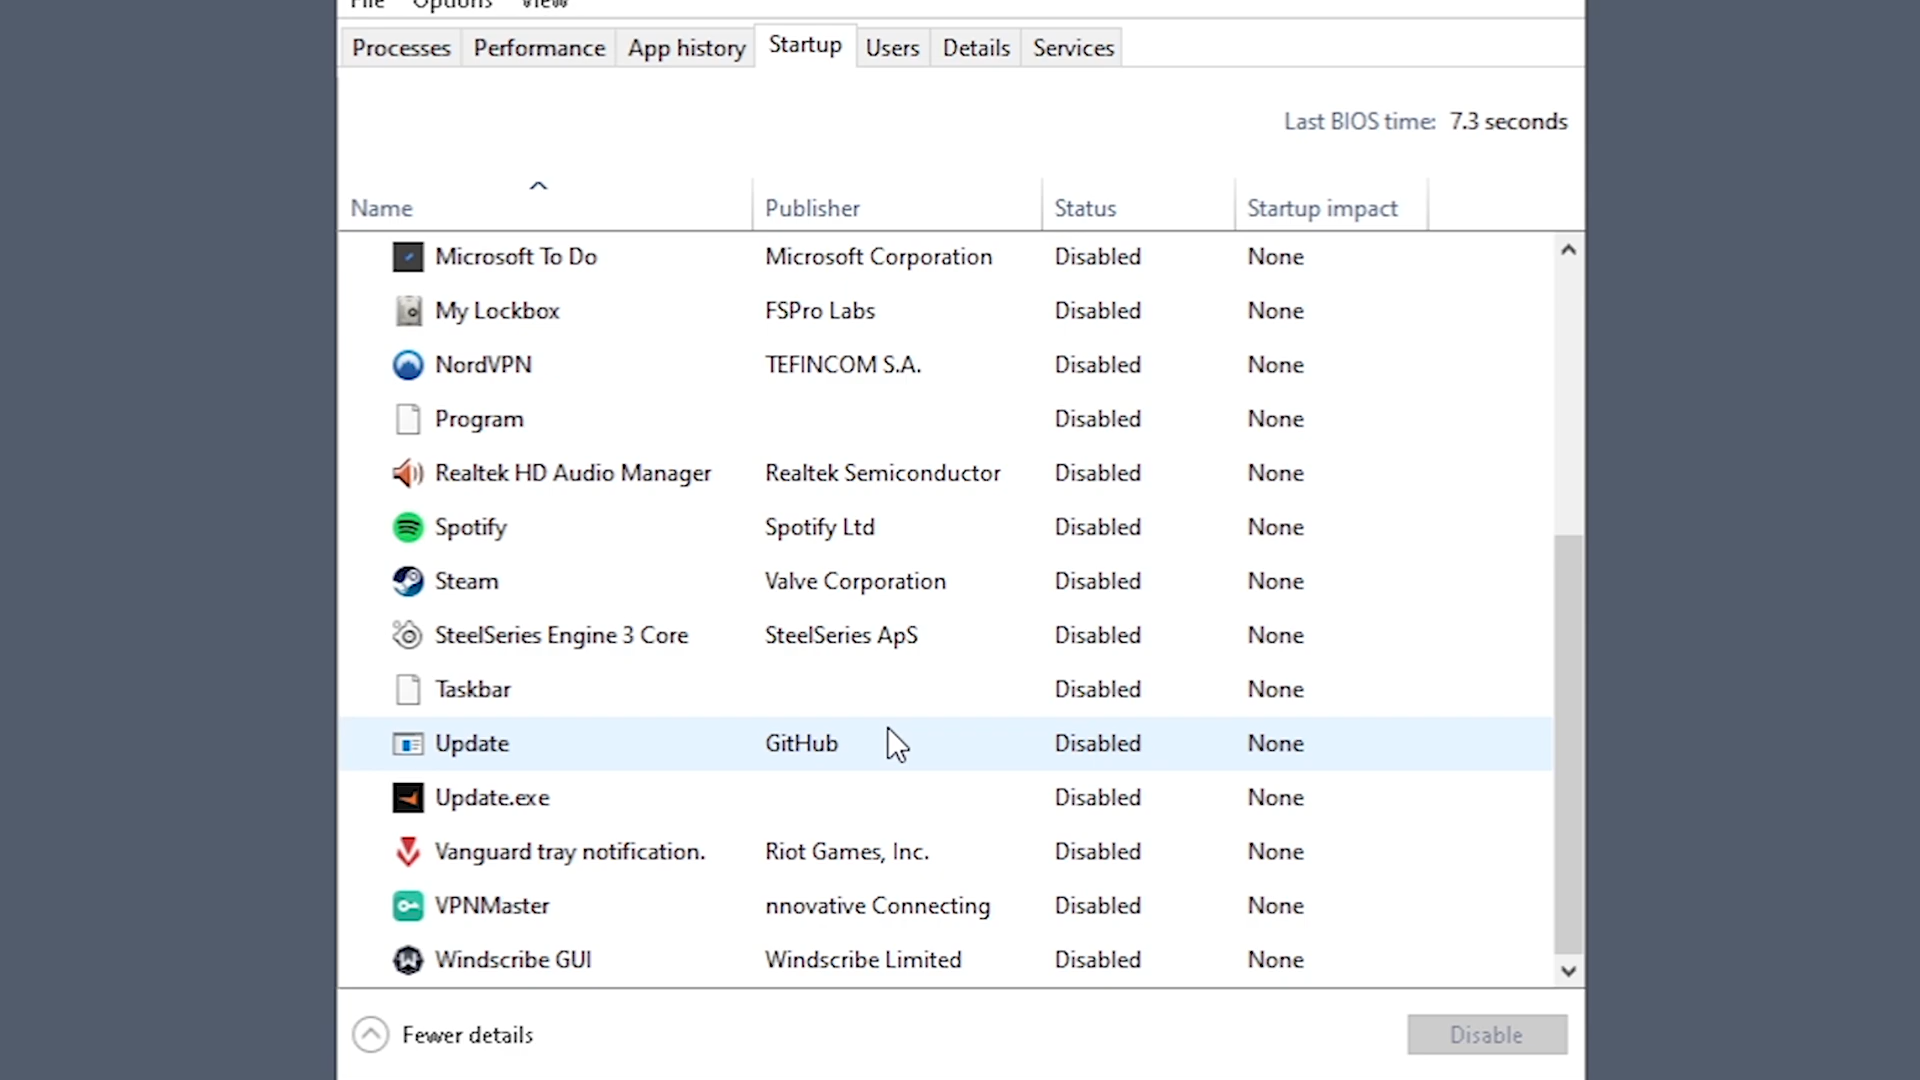 File Options View
Processes Performance App history Startup Users Details Services
Last BIOS time: 7.3 seconds
Name Publisher Status Startup impact
Microsoft To Do Microsoft Corporation Disabled None
My Lockbox FSPro Labs Disabled None
NordVPN TEFINCOM S.A. Disabled None
Program Disabled None
Realtek HD Audio Manager Realtek Semiconductor Disabled None
Spotify Spotify Ltd Disabled None
Steam Valve Corporation Disabled None
SteelSeries Engine 3 Core SteelSeries ApS Disabled None
Taskbar Disabled None
Update GitHub Disabled None
Update.exe Disabled None
Vanguard tray notification. Riot Games, Inc. Disabled None
VPNMaster nnovative Connecting Disabled None
Windscribe GUI Windscribe Limited Disabled None
Fewer details Disable